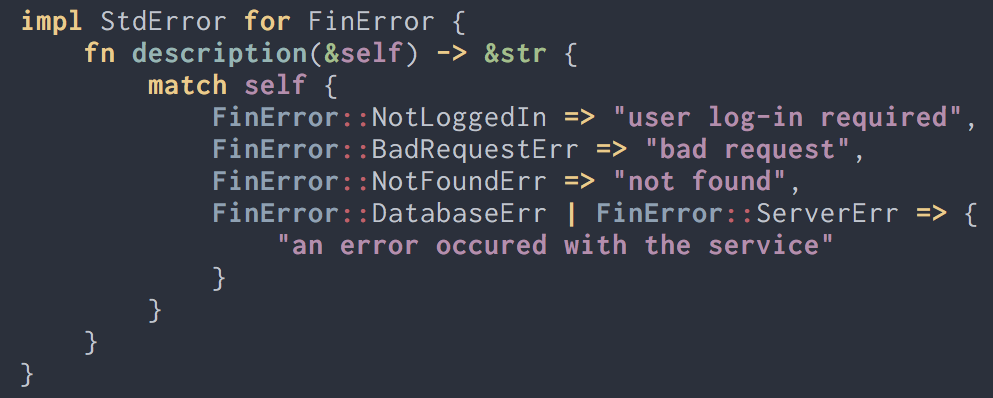 impl StdError for FinError {
    fn description(&self) -> &str {
        match self {
            FinError::NotLoggedIn => "user log-in required",
            FinError::BadRequestErr => "bad request",
            FinError::NotFoundErr => "not found",
            FinError::DatabaseErr | FinError::ServerErr => {
                "an error occured with the service"
            }
        }
    }
}